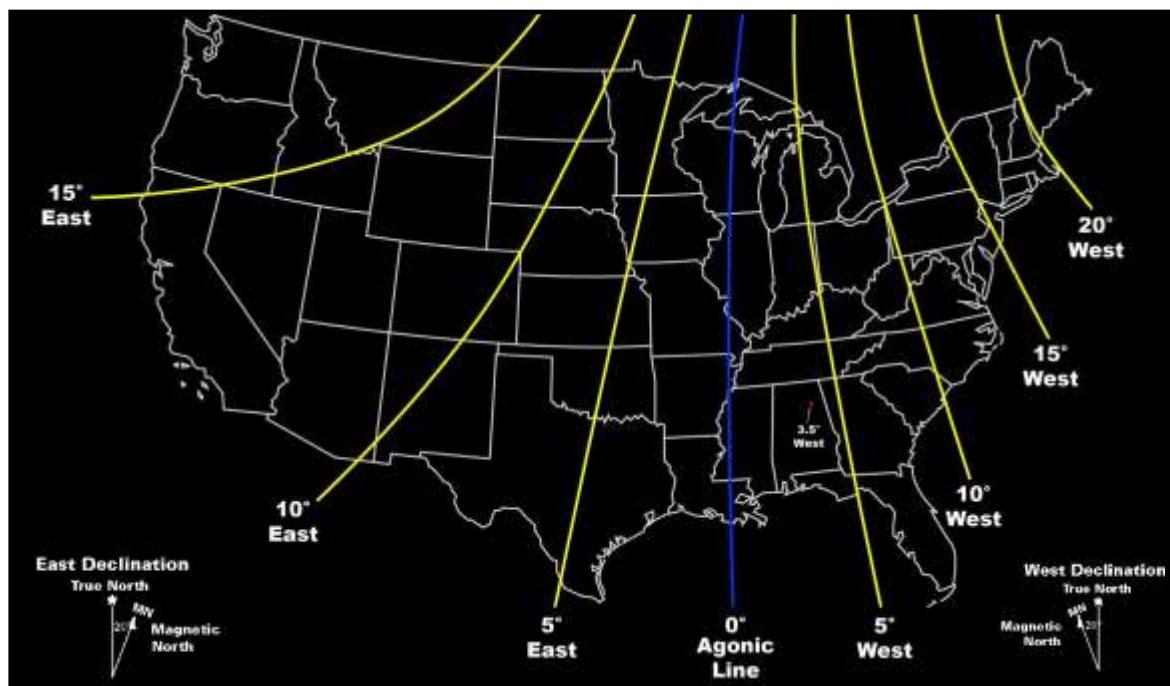 15°
East
20°
West
15°
West
3.5°
West
10°
West
10°
East
East Declination
True North
MN
20°
Magnetic
North
5°
East
0°
Agonic
Line
5°
West
West Declination
True North
MN
20°
Magnetic
North